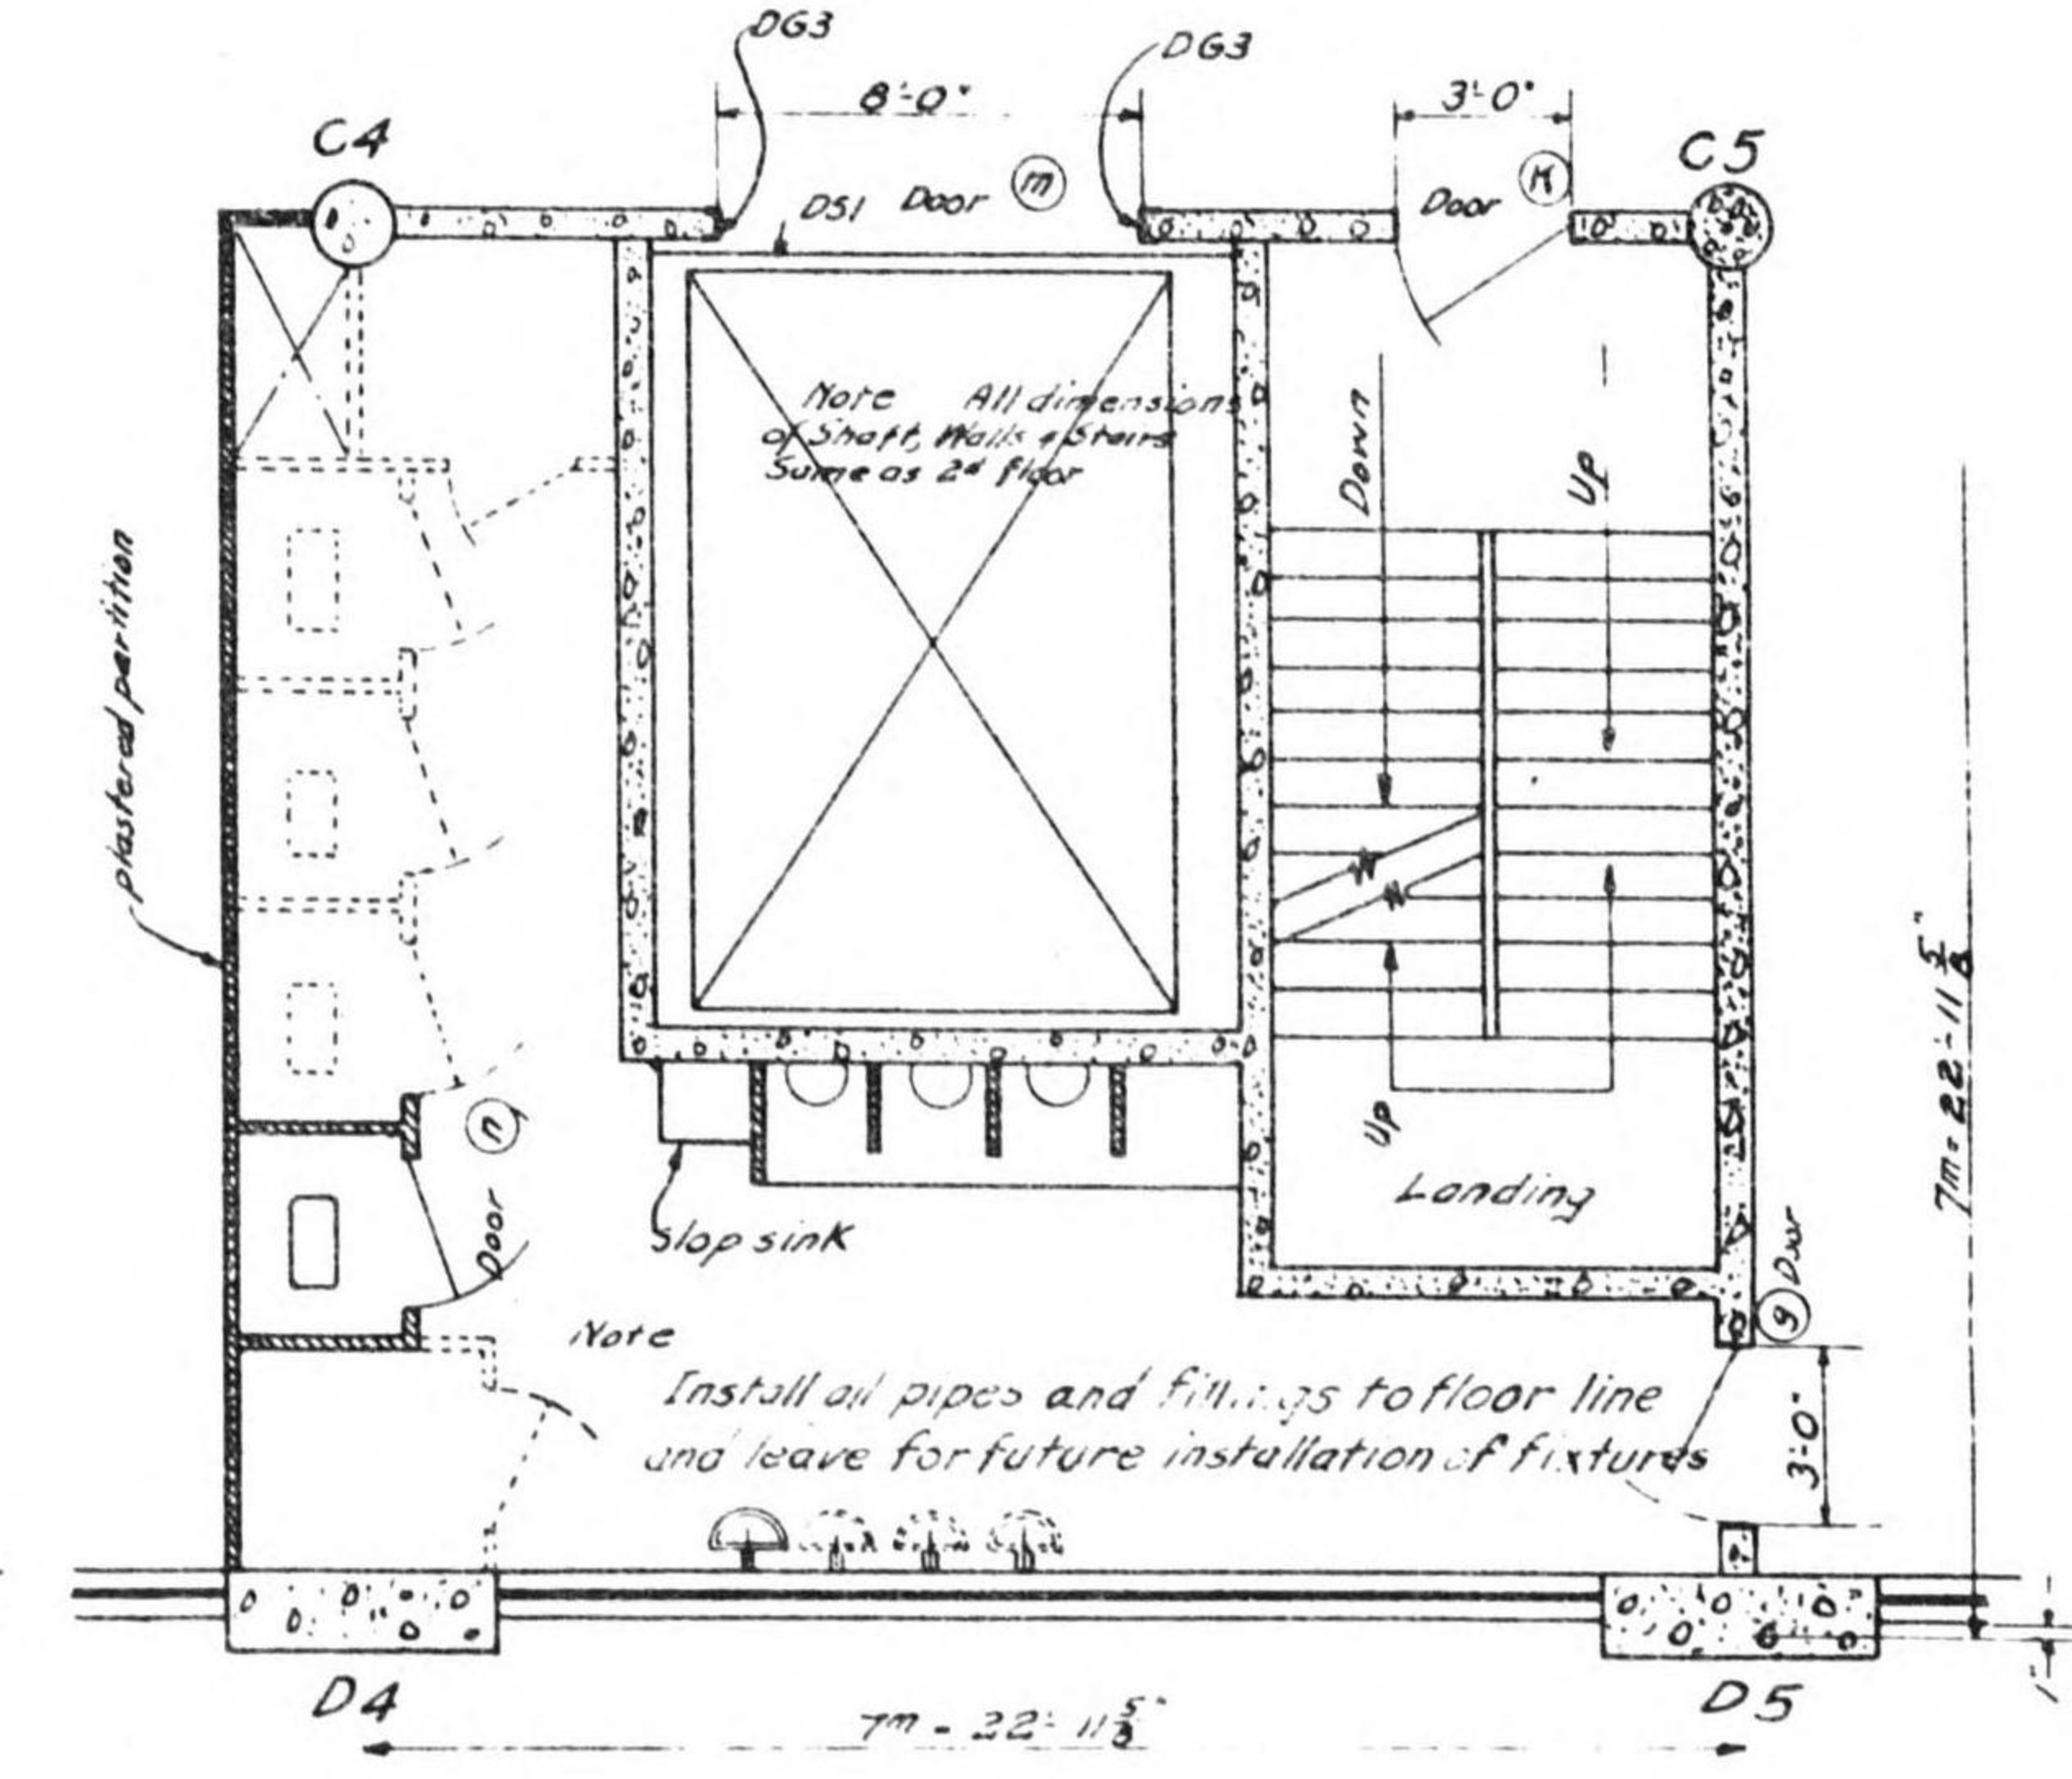 DG3
DG3
8'-0"
3'-0"
C4
C5
DS1 Door m
Door K
Note All dimensions
of Shaft, Walls & Stairs
Same as 2d floor
Down
Up
plastered partition
7m = 22'-11 5/8"
n
Door
Up
Landing
Slop sink
Door
g
Note
Install all pipes and fittings to floor line
and leave for future installation of fixtures
3'-0"
1"
D4
D5
7m = 22'-11 5/8"